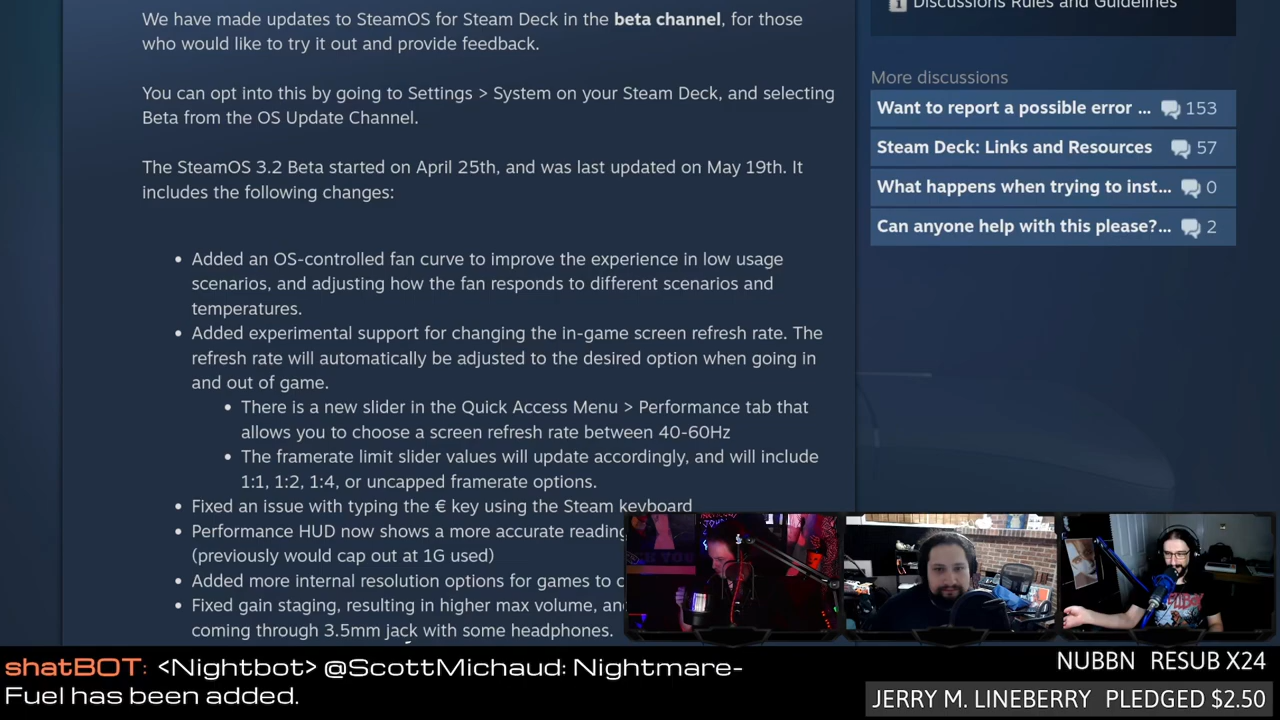 We have made updates to SteamOS for Steam Deck in the beta channel, for those
who would like to try it out and provide feedback.
You can opt into this by going to Settings > System on your Steam Deck, and selecting
Beta from the OS Update Channel.
The SteamOS 3.2 Beta started on April 25th, and was last updated on May 19th. It
includes the following changes:
• Added an OS-controlled fan curve to improve the experience in low usage
scenarios, and adjusting how the fan responds to different scenarios and
temperatures.
• Added experimental support for changing the in-game screen refresh rate. The
refresh rate will automatically be adjusted to the desired option when going in
and out of game.
• There is a new slider in the Quick Access Menu > Performance tab that
allows you to choose a screen refresh rate between 40-60Hz
• The framerate limit slider values will update accordingly, and will include
1:1, 1:2, 1:4, or uncapped framerate options.
• Fixed an issue with typing the € key using the Steam keyboard
• Performance HUD now shows a more accurate reading
(previously would cap out at 1G used)
• Added more internal resolution options for games to
• Fixed gain staging, resulting in higher max volume,
coming through 3.5mm jack with some headphones.
Discussions Rules and Guidelines
More discussions
Want to report a possible error ... 153
Steam Deck: Links and Resources 57
What happens when trying to inst... 0
Can anyone help with this please?... 2
shatBOT: <Nightbot> @ScottMichaud: Nightmare-
Fuel has been added.
NUBBN RESUB X24
JERRY M. LINEBERRY PLEDGED $2.50